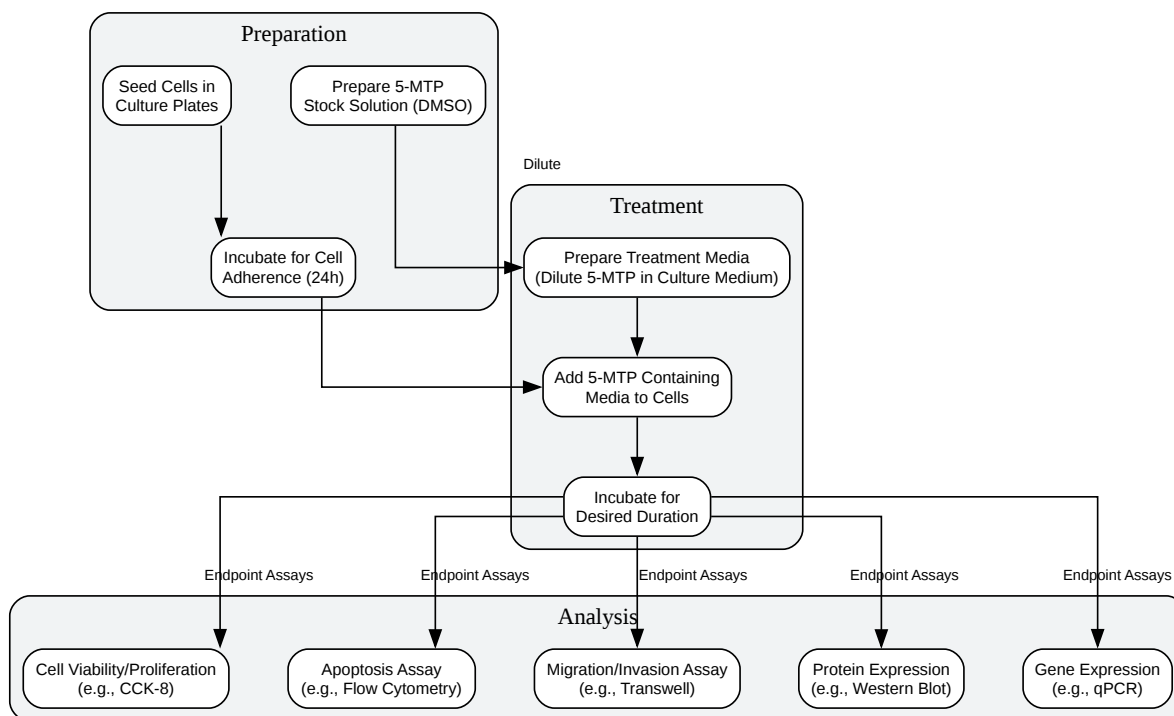 Preparation
Seed Cells in
Culture Plates
Prepare 5-MTP
Stock Solution (DMSO)
Dilute
Treatment
Incubate for Cell
Adherence (24h)
Prepare Treatment Media
(Dilute 5-MTP in Culture Medium)
Add 5-MTP Containing
Media to Cells
Incubate for
Desired Duration
Endpoint Assays
Endpoint Assays
Endpoint Assays
Endpoint Assays
Endpoint Assays
Analysis
Cell Viability/Proliferation
(e.g., CCK-8)
Apoptosis Assay
(e.g., Flow Cytometry)
Migration/Invasion Assay
(e.g., Transwell)
Protein Expression
(e.g., Western Blot)
Gene Expression
(e.g., qPCR)